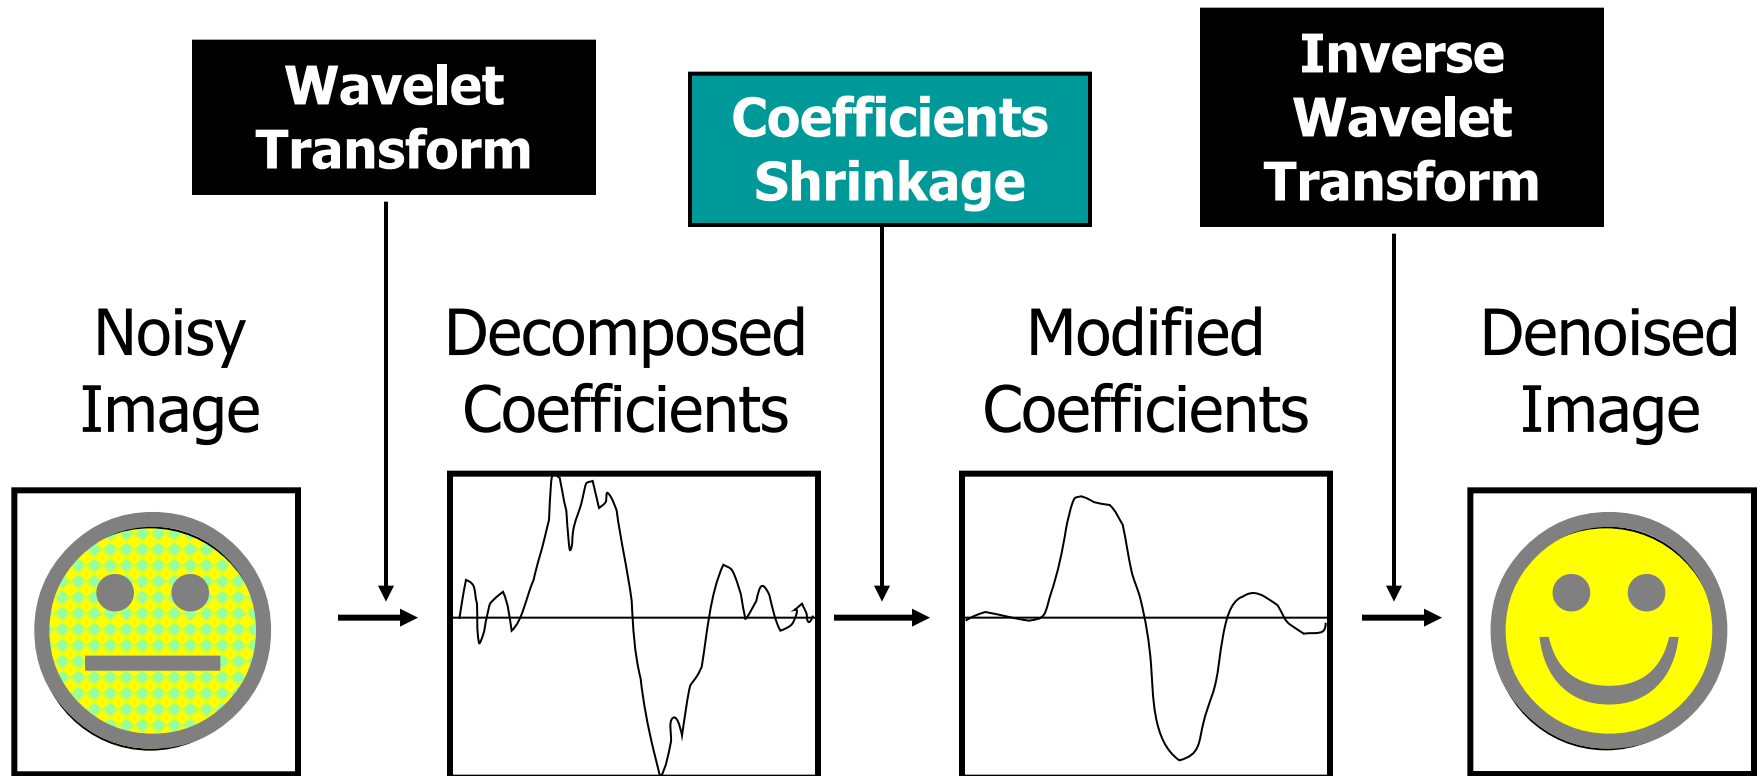 Wavelet
Transform
Coefficients
Shrinkage
Inverse
Wavelet
Transform
Noisy
Image
Decomposed
Coefficients
Modified
Coefficients
Denoised
Image